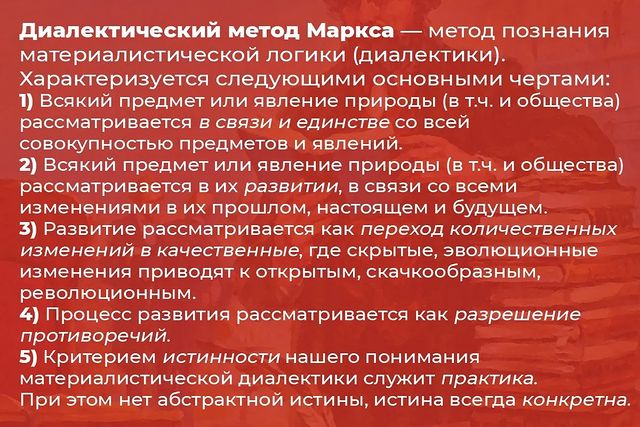 Диалектический метод Маркса — метод познания
материалистической логики (диалектики).
Характеризуется следующими основными чертами:
1) Всякий предмет или явление природы (в т.ч. и общества)
рассматривается в связи и единстве со всей
совокупностью предметов и явлений.
2) Всякий предмет или явление природы (в т.ч. и общества)
рассматривается в их развитии, в связи со всеми
изменениями в их прошлом, настоящем и будущем.
3) Развитие рассматривается как переход количественных
изменений в качественные, где скрытые, эволюционные
изменения приводят к открытым, скачкообразным,
революционным.
4) Процесс развития рассматривается как разрешение
противоречий.
5) Критерием истинности нашего понимания
материалистической диалектики служит практика.
При этом нет абстрактной истины, истина всегда конкретна.